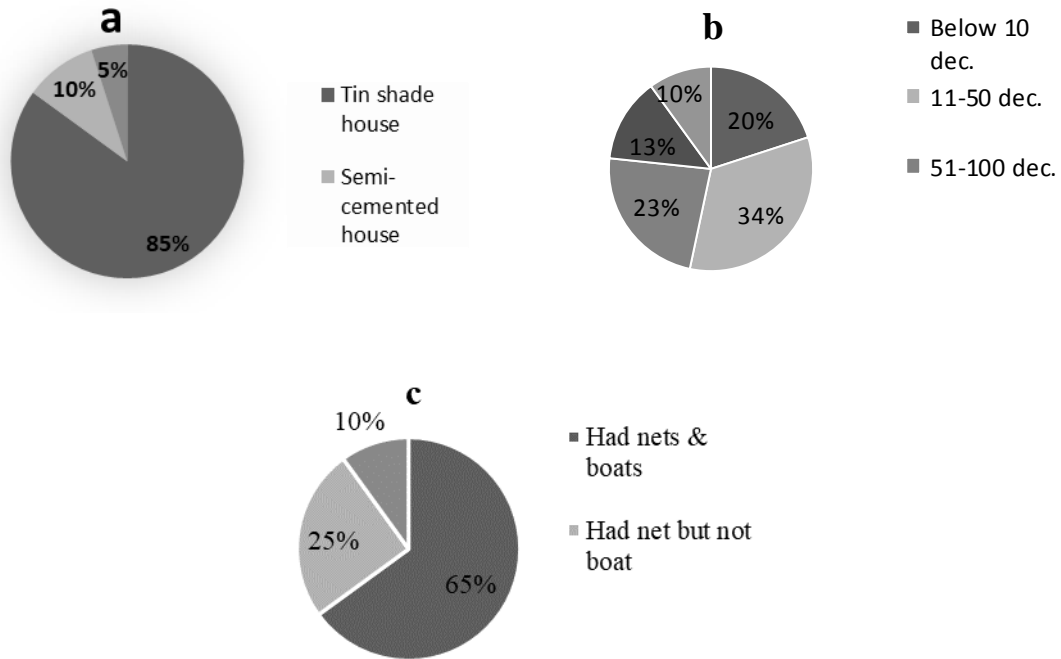 a
5%
10%
85%
Tin shade
house
Semi-
cemented
house
b
10%
20%
13%
23%
34%
Below 10
dec.
11-50 dec.
51-100 dec.
c
10%
25%
65%
Had nets &
boats
Had net but not
boat